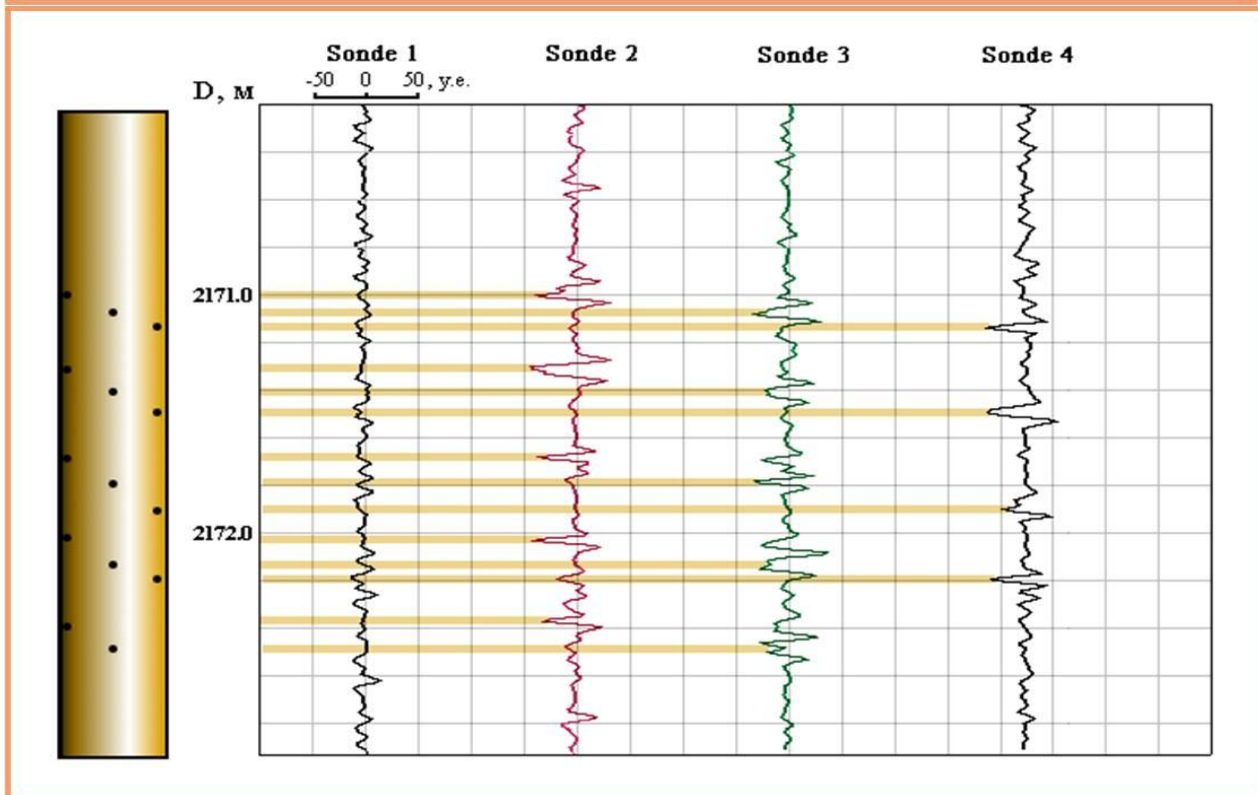 Sonde 1 Sonde 2 Sonde 3 Sonde 4
-50 0 50, y.e.
D, м
2171.0
2172.0